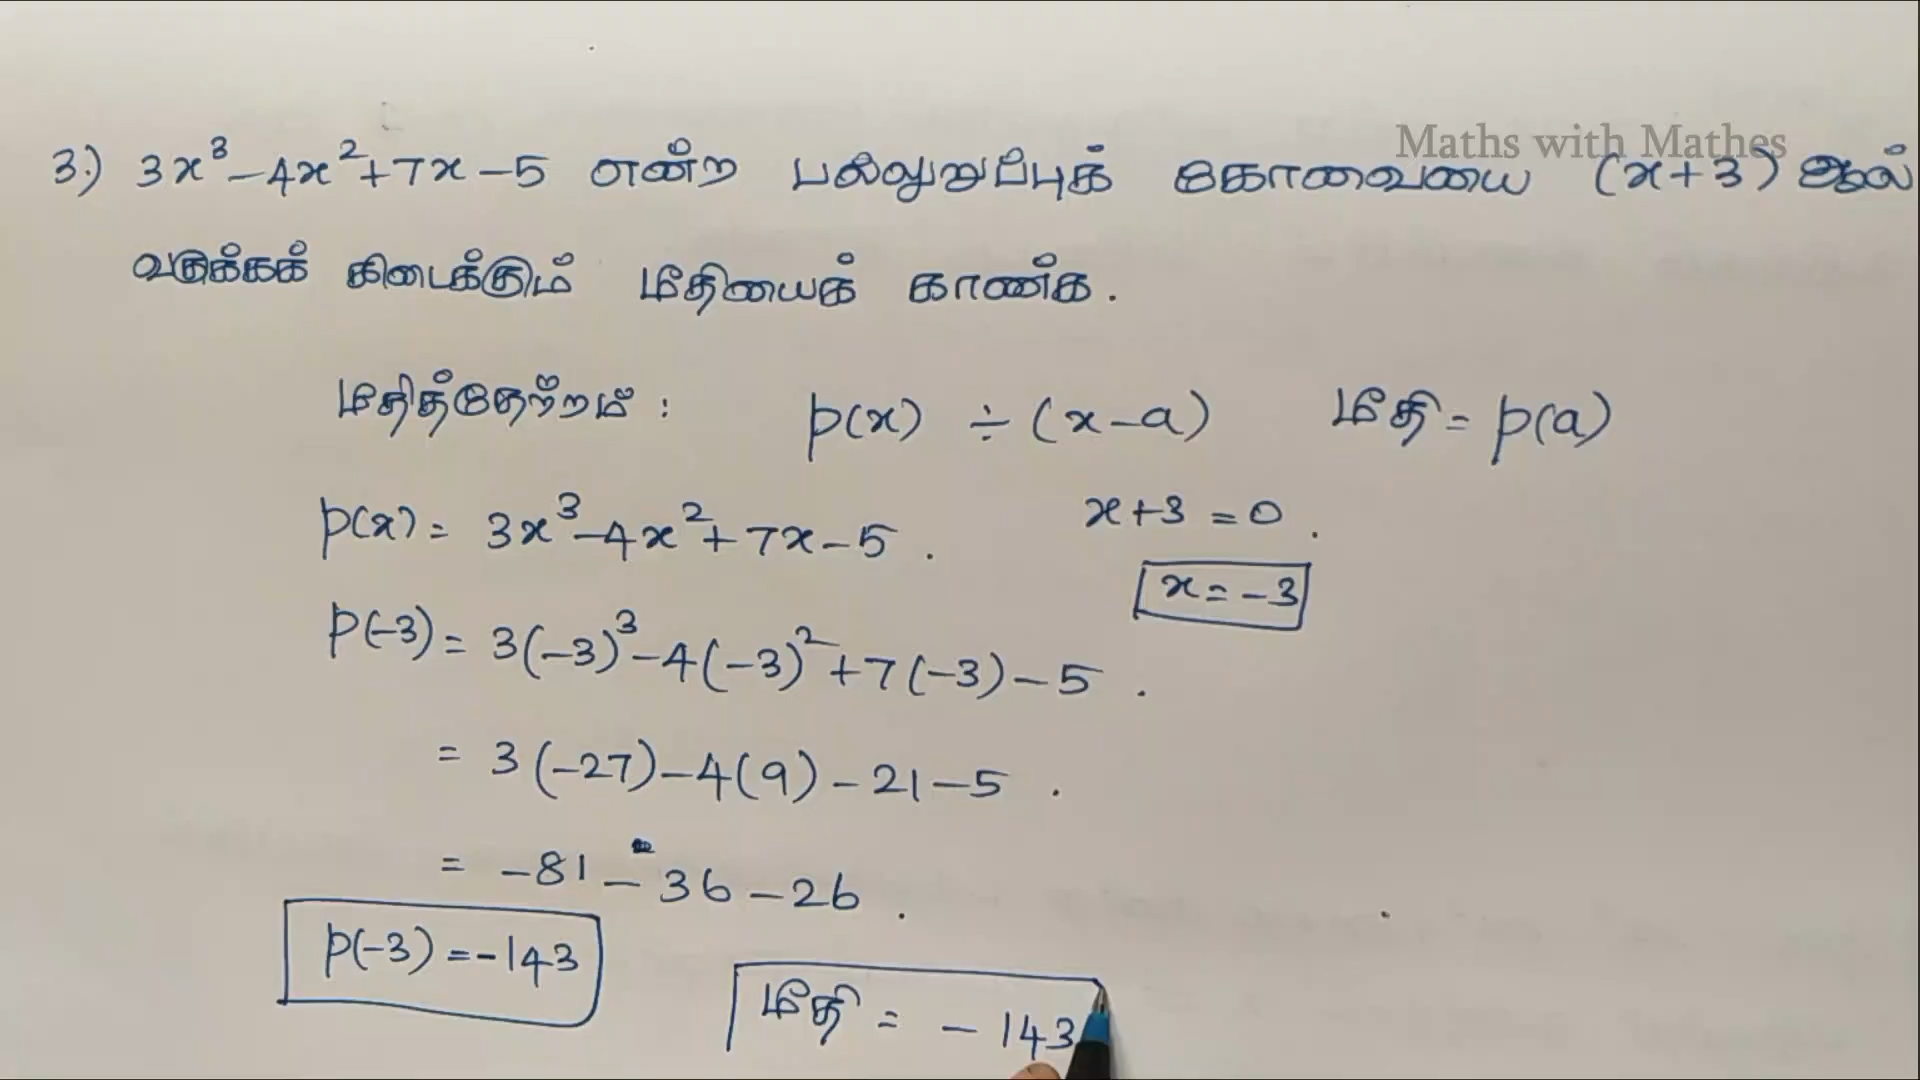 Maths with Mathes
3.) 3x³ - 4x² + 7x - 5 என்ற பல்லுறுப்புக் கோவையை (x+3) ஆல்
வகுக்கக் கிடைக்கும் மீதியைக் காண்க.
மீதித்தேற்றம் : p(x) ÷ (x-a) மீதி = p(a)
p(x) = 3x³ - 4x² + 7x - 5 . x+3 = 0 .
x = -3
p(-3) = 3(-3)³ - 4(-3)² + 7(-3) - 5 .
= 3(-27) - 4(9) - 21 - 5 .
= -81 - 36 - 26 .
p(-3) = -143
மீதி = - 143